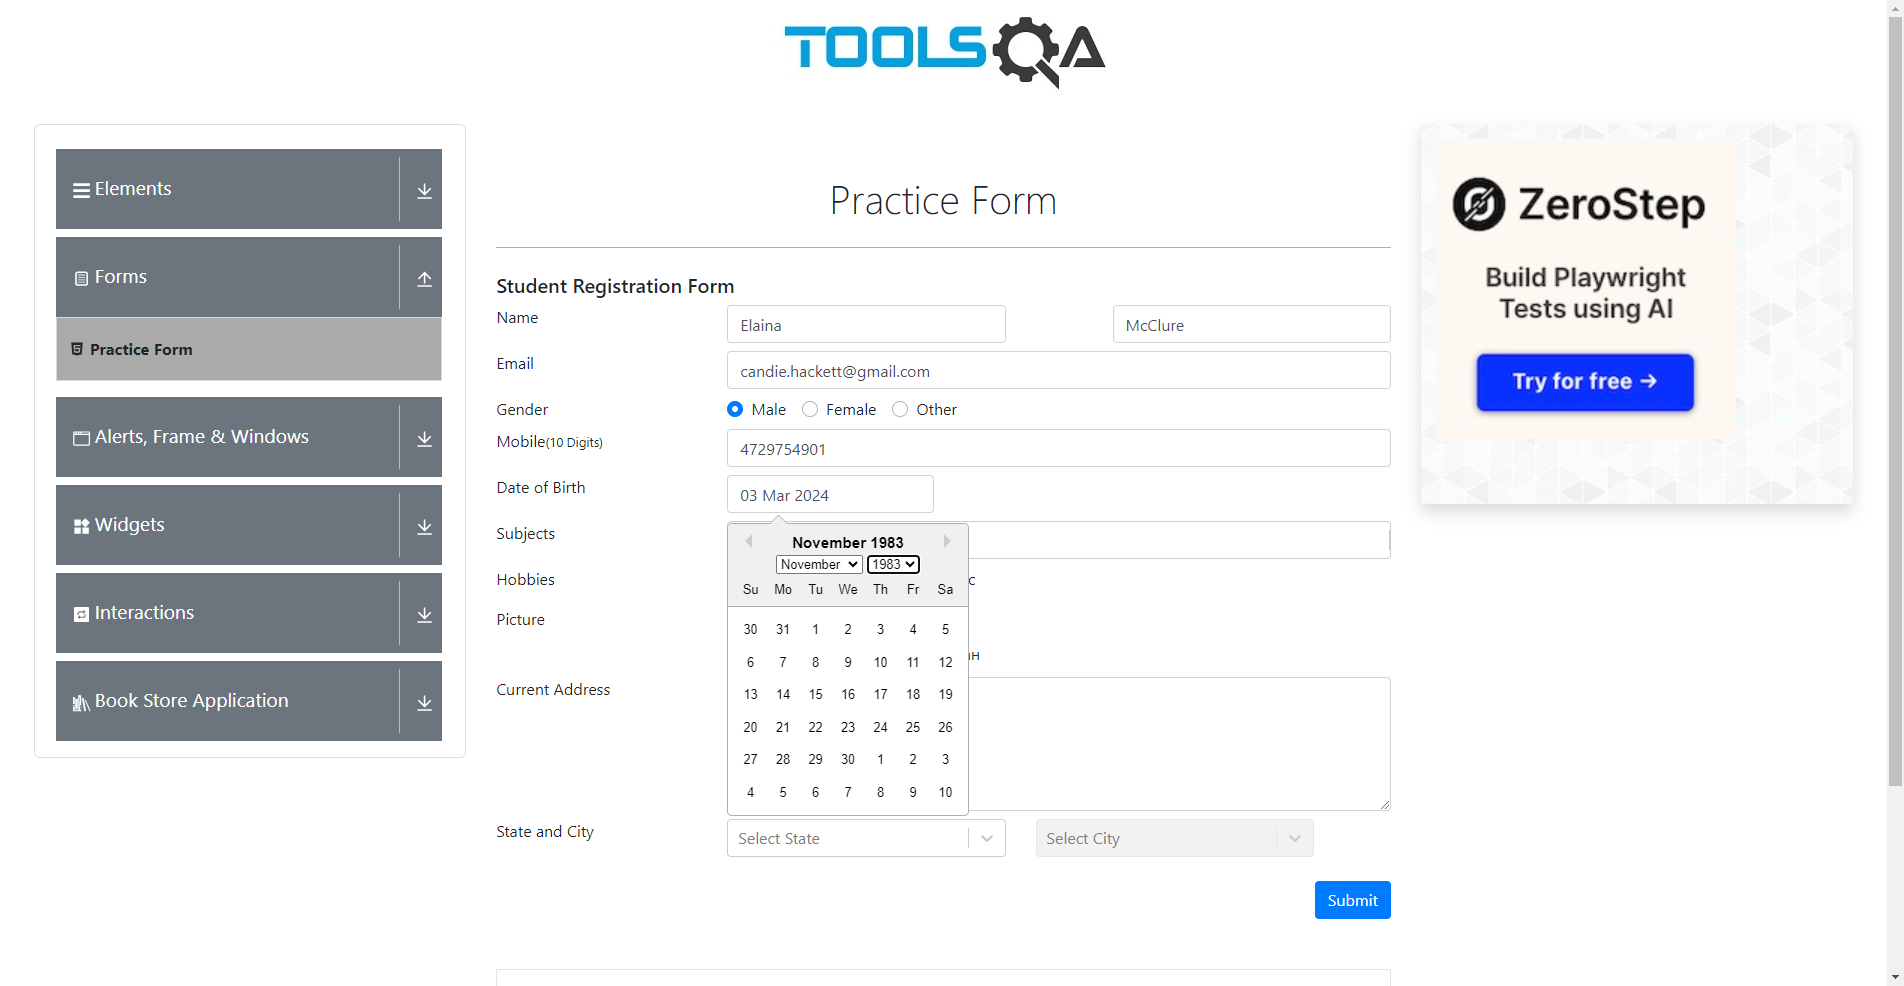 TOOLSQA
Elements
Forms
Practice Form
Alerts, Frame & Windows
Widgets
Interactions
Book Store Application
Practice Form
Student Registration Form
Name
Elaina
McClure
Email
candie.hackett@gmail.com
Gender
Male
Female
Other
Mobile(10 Digits)
4729754901
Date of Birth
03 Mar 2024
Subjects
November 1983
November
1983
Su Mo Tu We Th Fr Sa
30 31 1 2 3 4 5
6 7 8 9 10 11 12
13 14 15 16 17 18 19
20 21 22 23 24 25 26
27 28 29 30 1 2 3
4 5 6 7 8 9 10
Hobbies
Picture
Current Address
State and City
Select State
Select City
Submit
ZeroStep
Build Playwright
Tests using AI
Try for free →